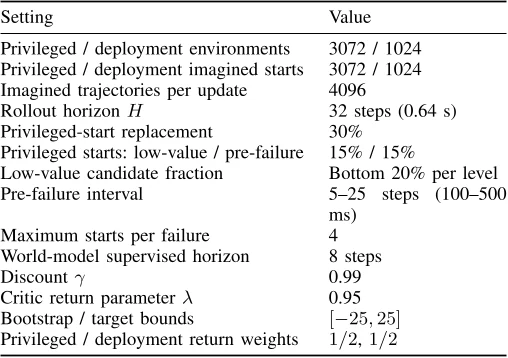 Setting Value
Privileged / deployment environments 3072 / 1024
Privileged / deployment imagined starts 3072 / 1024
Imagined trajectories per update 4096
Rollout horizon H 32 steps (0.64 s)
Privileged-start replacement 30%
Privileged starts: low-value / pre-failure 15% / 15%
Low-value candidate fraction Bottom 20% per level
Pre-failure interval 5–25 steps (100–500
ms)
Maximum starts per failure 4
World-model supervised horizon 8 steps
Discount γ 0.99
Critic return parameter λ 0.95
Bootstrap / target bounds [−25, 25]
Privileged / deployment return weights 1/2, 1/2